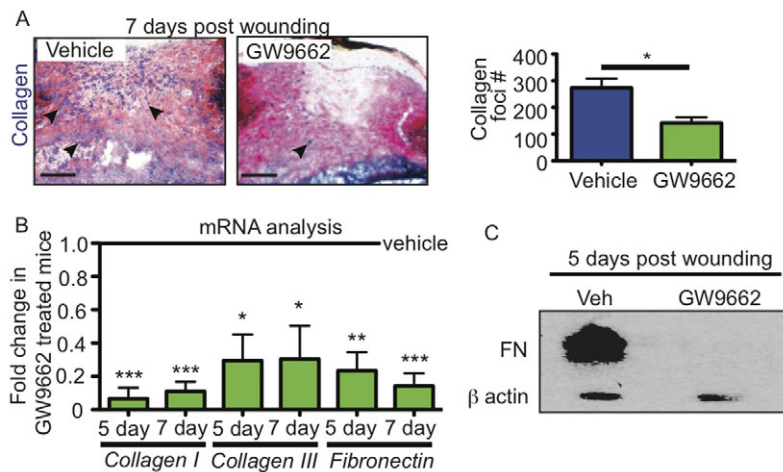 A
7 days post wounding
Vehicle
GW9662
Collagen
Collagen
foci #
400
300
200
100
0
*
Vehicle
GW9662
B
mRNA analysis
vehicle
Fold change in
GW9662 treated mice
1.0
0.8
0.6
0.4
0.2
0
*** *** * * ** ***
5 day 7 day 5 day 7 day 5 day 7 day
Collagen I Collagen III Fibronectin
C
5 days post wounding
Veh GW9662
FN
β actin